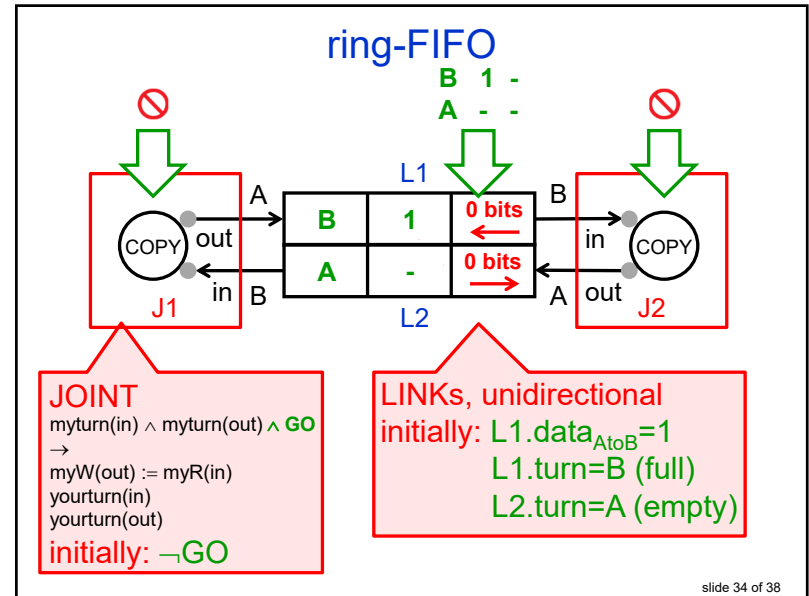 ring-FIFO
B 1 -
A - -
L1
A
B 1 0 bits
B
COPY
out
in
COPY
in
B
A - 0 bits
A
out
J1
L2
J2
JOINT
myturn(in) ∧ myturn(out) ∧ GO
→
myW(out) := myR(in)
yourturn(in)
yourturn(out)
initially: ¬GO
LINKs, unidirectional
initially: L1.data_AtoB=1
L1.turn=B (full)
L2.turn=A (empty)
slide 34 of 38